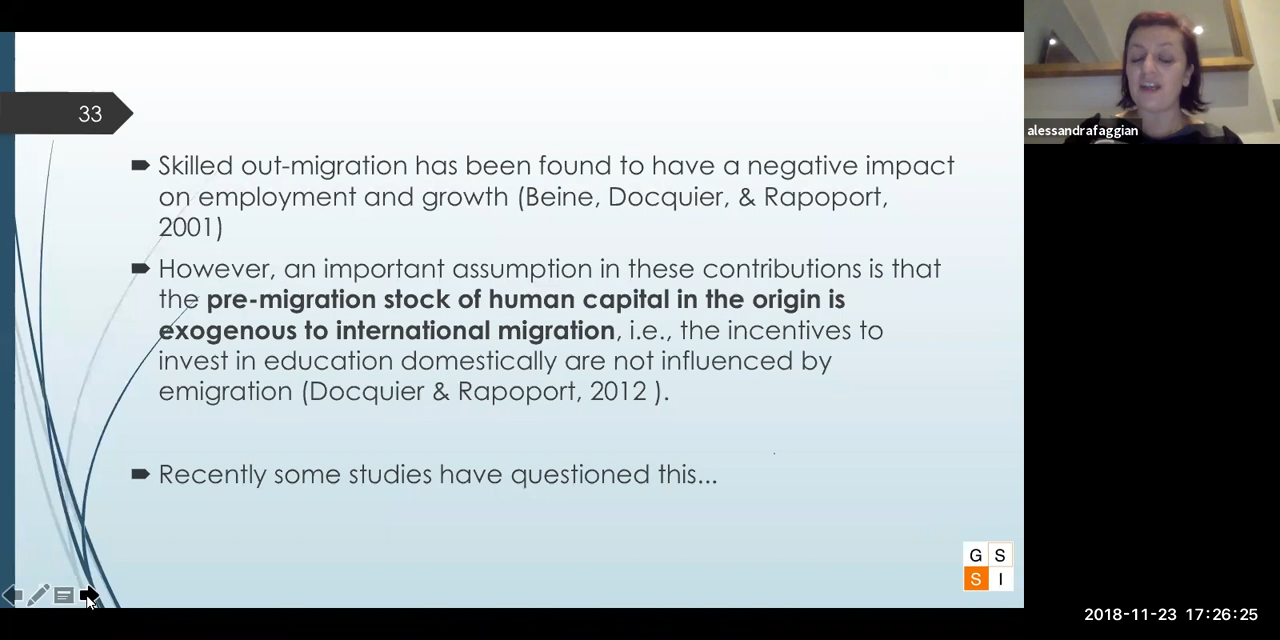 33
Skilled out-migration has been found to have a negative impact
on employment and growth (Beine, Docquier, & Rapoport,
2001)
However, an important assumption in these contributions is that
the pre-migration stock of human capital in the origin is
exogenous to international migration, i.e., the incentives to
invest in education domestically are not influenced by
emigration (Docquier & Rapoport, 2012 ).
Recently some studies have questioned this...
G S
S I
alessandrafaggian
2018-11-23 17:26:25